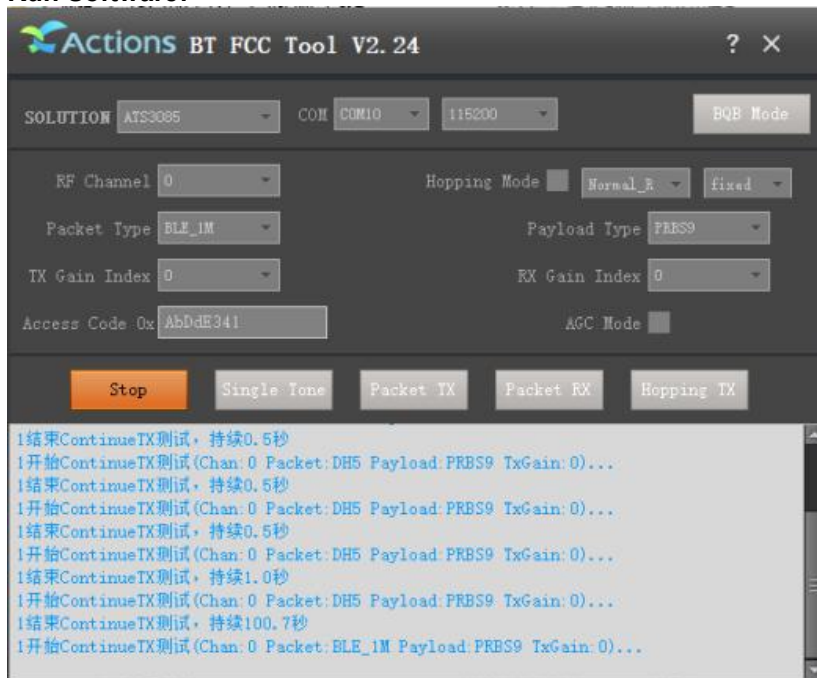 Actions BT FCC Tool V2.24 ? ×
SOLUTION ATS3085 COM COM10 115200 BQB Mode
RF Channel 0 Hopping Mode Normal_R fixed
Packet Type BLE_1M Payload Type PRBS9
TX Gain Index 0 RX Gain Index 0
Access Code 0x AbDdE341 AGC Mode
Stop Single Tone Packet TX Packet RX Hopping TX
1结束ContinueTX测试，持续0.5秒
1开始ContinueTX测试(Chan:0 Packet:DH5 Payload:PRBS9 TxGain:0)...
1结束ContinueTX测试，持续0.5秒
1开始ContinueTX测试(Chan:0 Packet:DH5 Payload:PRBS9 TxGain:0)...
1结束ContinueTX测试，持续0.5秒
1开始ContinueTX测试(Chan:0 Packet:DH5 Payload:PRBS9 TxGain:0)...
1结束ContinueTX测试，持续1.0秒
1开始ContinueTX测试(Chan:0 Packet:DH5 Payload:PRBS9 TxGain:0)...
1结束ContinueTX测试，持续100.7秒
1开始ContinueTX测试(Chan:0 Packet:BLE_1M Payload:PRBS9 TxGain:0)...